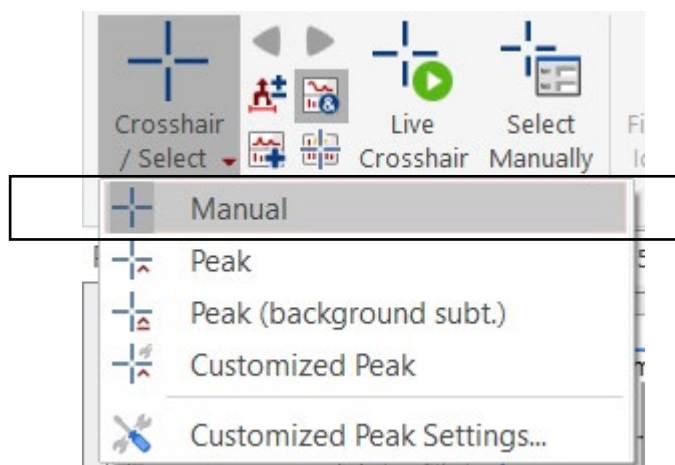 Crosshair
/ Select
Live
Crosshair
Select
Manually
Manual
Peak
Peak (background subt.)
Customized Peak
Customized Peak Settings...